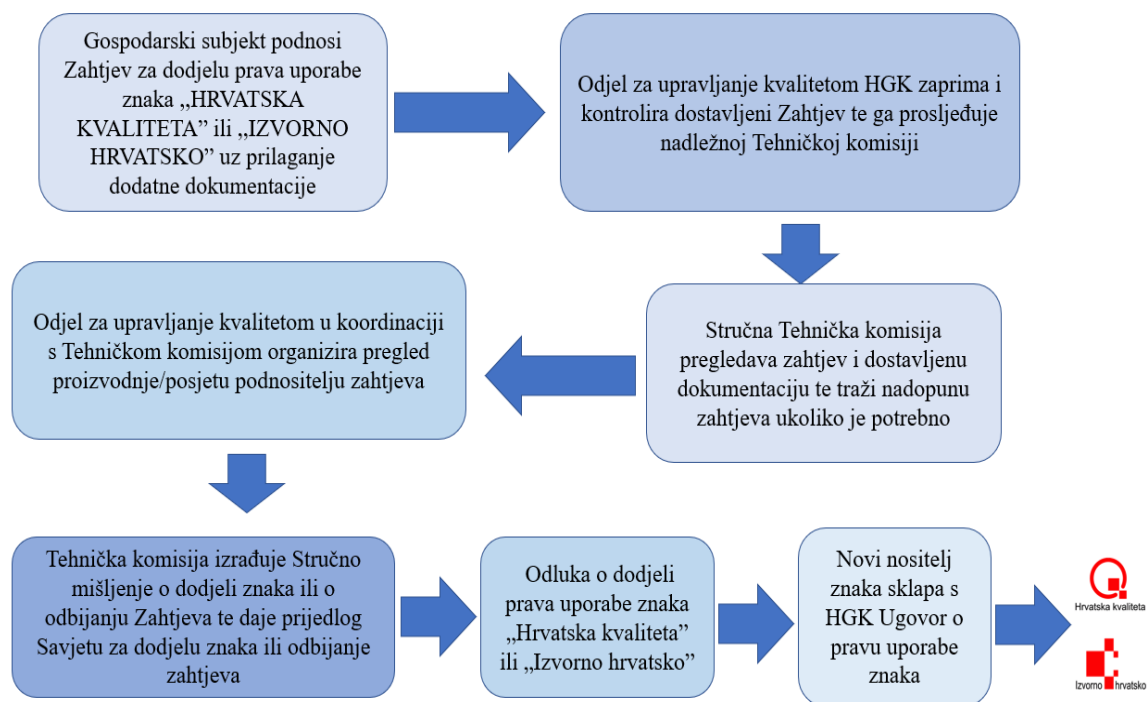 Gospodarski subjekt podnosi
Zahtjev za dodjelu prava uporabe
znaka „HRVATSKA
KVALITETA” ili „IZVORNO
HRVATSKO” uz prilaganje
dodatne dokumentacije
Odjel za upravljanje kvalitetom HGK zaprima i
kontrolira dostavljeni Zahtjev te ga prosljeđuje
nadležnoj Tehničkoj komisiji
Stručna Tehnička komisija
pregledava zahtjev i dostavljenu
dokumentaciju te traži nadopunu
zahtjeva ukoliko je potrebno
Odjel za upravljanje kvalitetom u koordinaciji
s Tehničkom komisijom organizira pregled
proizvodnje/posjetu podnositelju zahtjeva
Tehnička komisija izrađuje Stručno
mišljenje o dodjeli znaka ili o
odbijanju Zahtjeva te daje prijedlog
Savjetu za dodjelu znaka ili odbijanje
zahtjeva
Odluka o dodjeli
prava uporabe znaka
„Hrvatska kvaliteta”
ili „Izvorno hrvatsko”
Novi nositelj
znaka sklapa s
HGK Ugovor o
pravu uporabe
znaka
Hrvatska kvaliteta
Izvorno hrvatsko